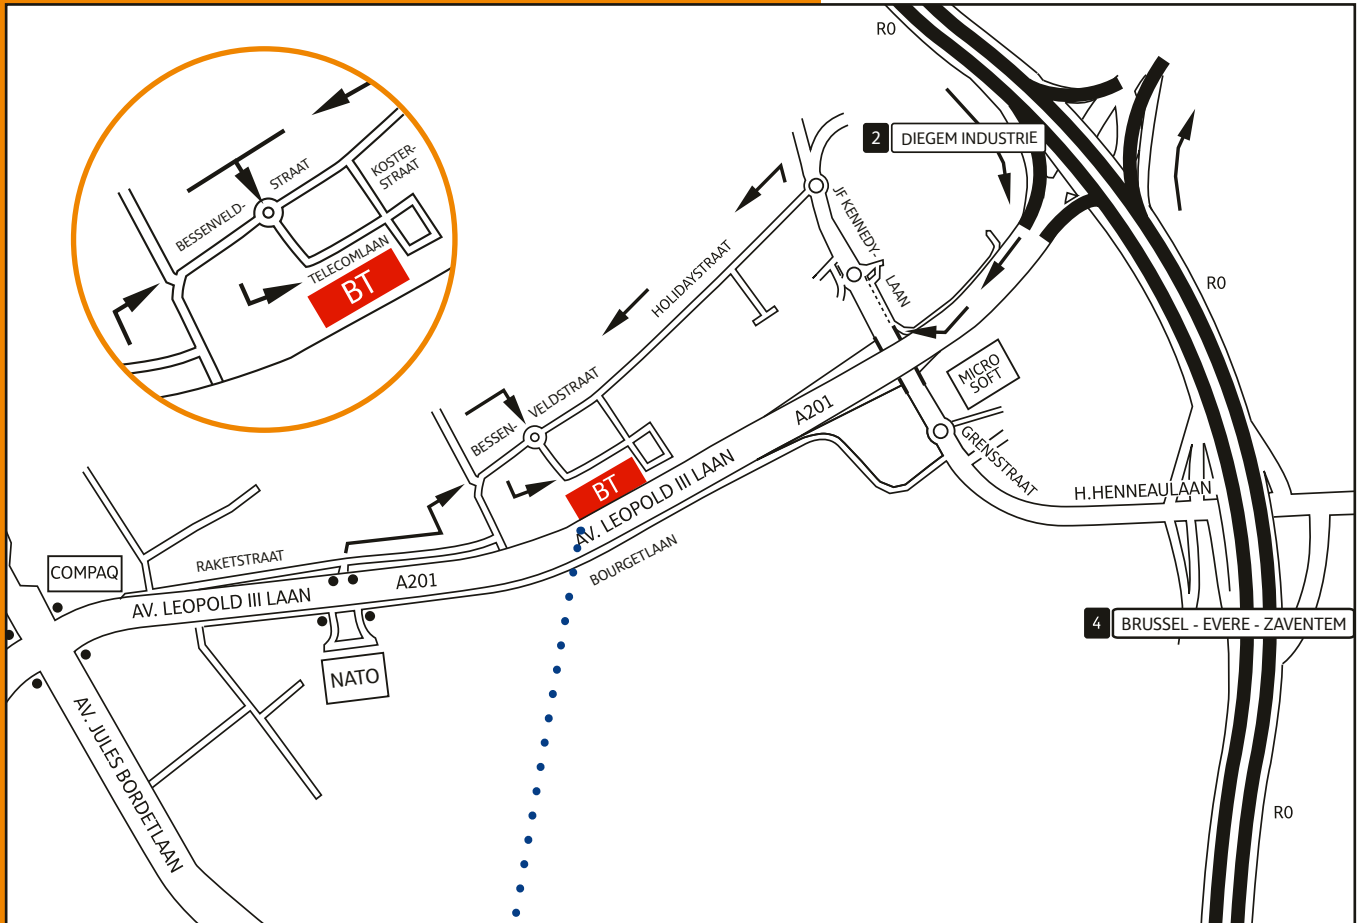 R0
KOSTER-
STRAAT
STRAAT
BESSENVELD-
TELECOMLAAN
BT
2
DIEGEM INDUSTRIE
JF KENNEDY-
LAAN
HOLIDAYSTRAAT
R0
MICRO
SOFT
VELDSTRAAT
BESSEN-
A201
BT
AV. LEOPOLD III LAAN
GRENSSTRAAT
H.HENNEAULAAN
BOURGETLAAN
RAKETSTRAAT
COMPAQ
A201
AV. LEOPOLD III LAAN
4
BRUSSEL - EVERE - ZAVENTEM
NATO
AV. JULES BORDETLAAN
R0